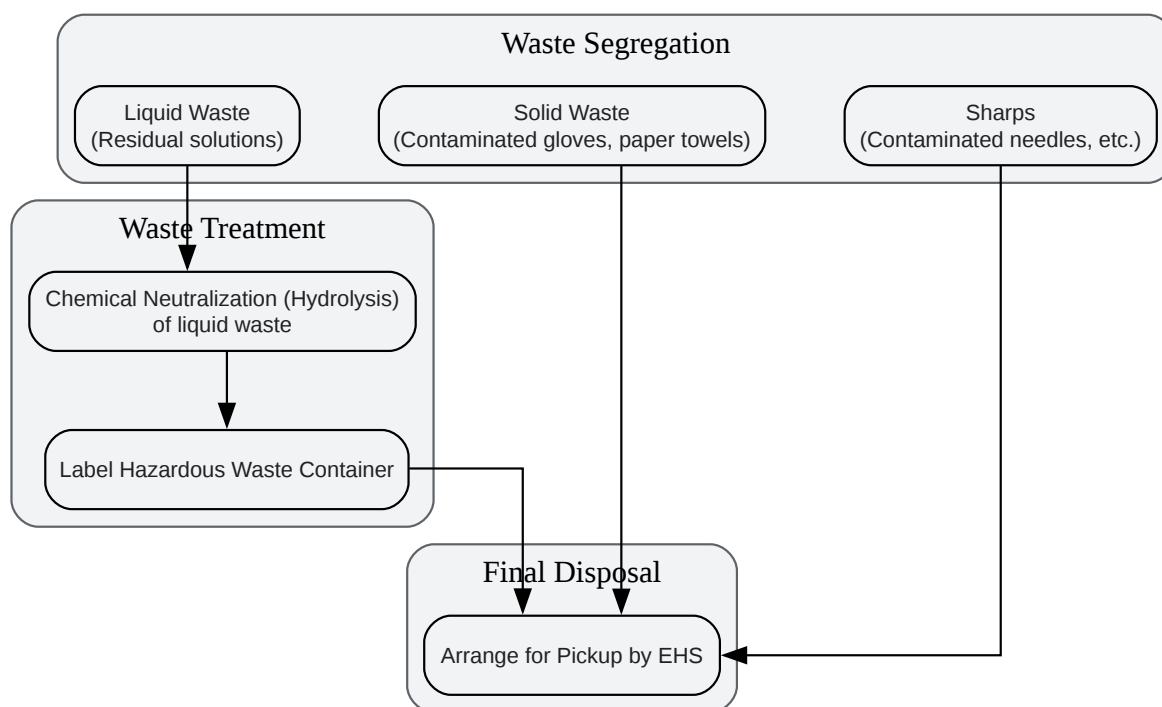 Waste Segregation
Liquid Waste
(Residual solutions)
Solid Waste
(Contaminated gloves, paper towels)
Sharps
(Contaminated needles, etc.)
Waste Treatment
Chemical Neutralization (Hydrolysis)
of liquid waste
Label Hazardous Waste Container
Final Disposal
Arrange for Pickup by EHS